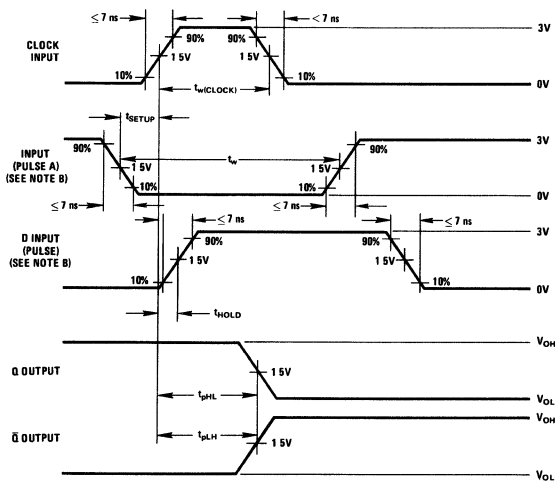 ≤ 7 ns
< 7 ns
3V
CLOCK
INPUT
90%
90%
1 5V
1 5V
10%
10%
0V
tw(CLOCK)
tSETUP
INPUT
(PULSE A)
(SEE NOTE B)
90%
1 5V
tw
1 5V
90%
3V
10%
10%
0V
≤ 7 ns
≤ 7 ns
D INPUT
(PULSE)
(SEE NOTE B)
≤ 7 ns
≤ 7 ns
3V
90%
90%
1 5V
1 5V
10%
10%
0V
tHOLD
Q OUTPUT
VOH
1 5V
tpHL
VOL
Q̅ OUTPUT
VOH
tpLH
1 5V
VOL